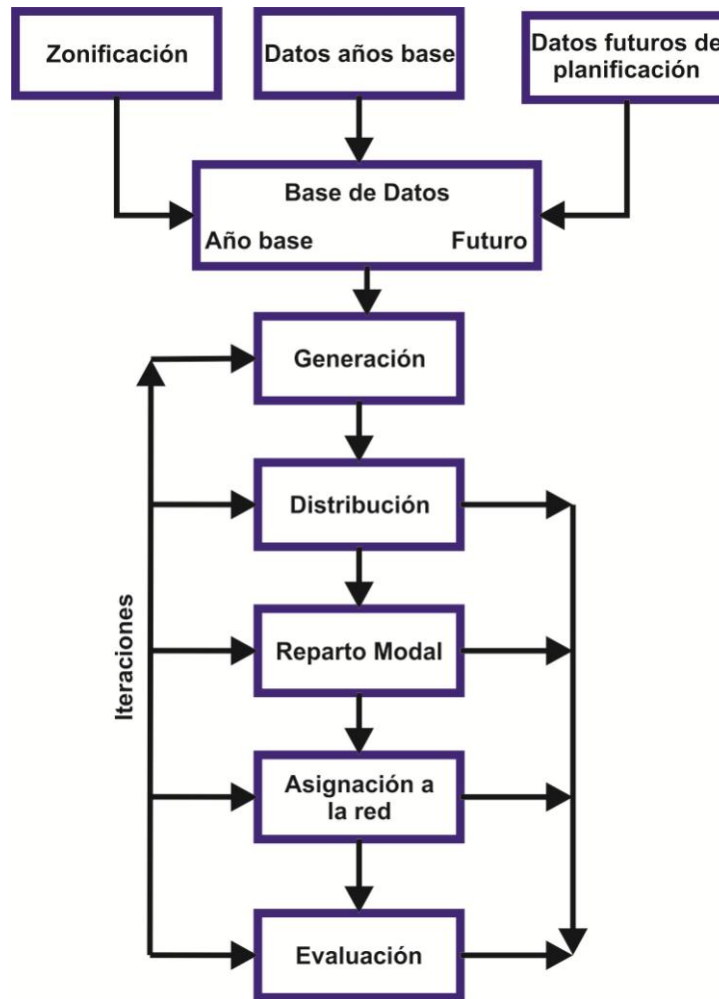 Zonificación
Datos años base
Datos futuros de
planificación
Base de Datos
Año base
Futuro
Generación
Distribución
Reparto Modal
Iteraciones
Asignación a
la red
Evaluación